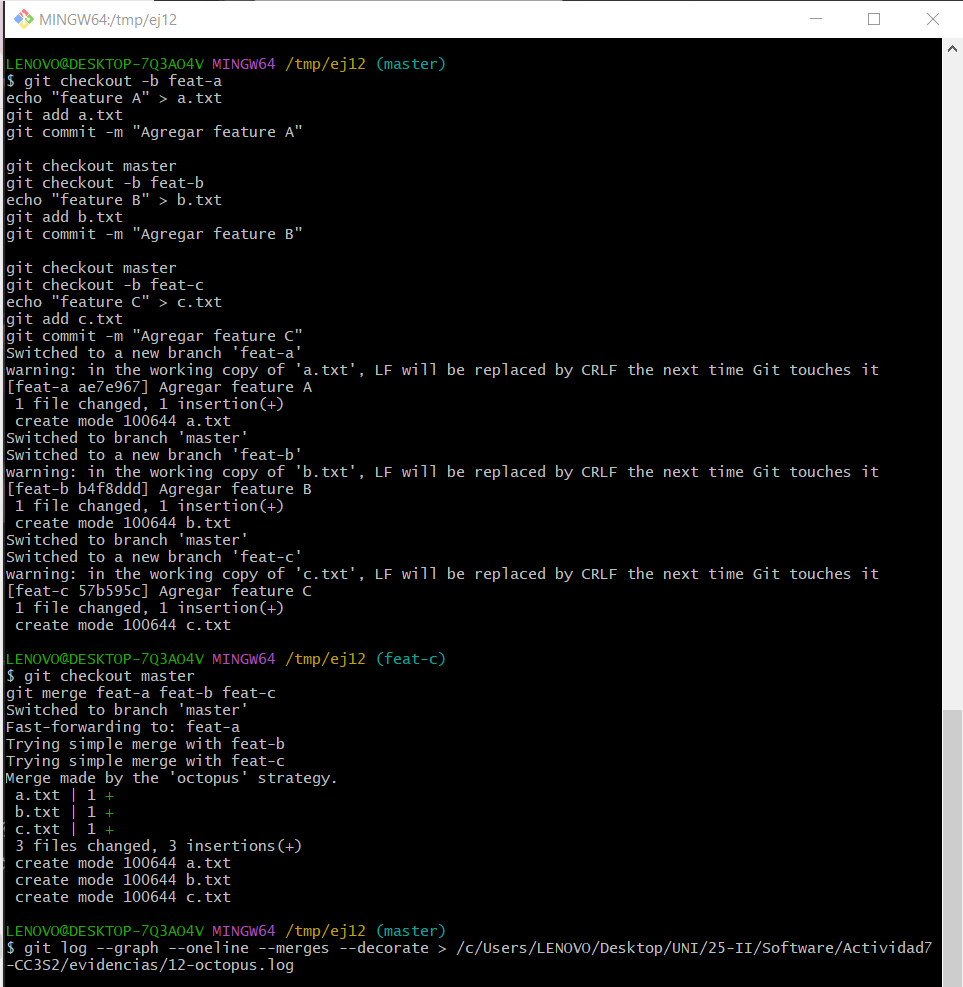 MINGW64:/tmp/ej12
LENOVO@DESKTOP-7Q3AO4V MINGW64 /tmp/ej12 (master)
$ git checkout -b feat-a
echo "feature A" > a.txt
git add a.txt
git commit -m "Agregar feature A"
git checkout master
git checkout -b feat-b
echo "feature B" > b.txt
git add b.txt
git commit -m "Agregar feature B"
git checkout master
git checkout -b feat-c
echo "feature C" > c.txt
git add c.txt
git commit -m "Agregar feature C"
Switched to a new branch 'feat-a'
warning: in the working copy of 'a.txt', LF will be replaced by CRLF the next time Git touches it
[feat-a ae7e967] Agregar feature A
 1 file changed, 1 insertion(+)
 create mode 100644 a.txt
Switched to branch 'master'
Switched to a new branch 'feat-b'
warning: in the working copy of 'b.txt', LF will be replaced by CRLF the next time Git touches it
[feat-b b4f8ddd] Agregar feature B
 1 file changed, 1 insertion(+)
 create mode 100644 b.txt
Switched to branch 'master'
Switched to a new branch 'feat-c'
warning: in the working copy of 'c.txt', LF will be replaced by CRLF the next time Git touches it
[feat-c 57b595c] Agregar feature C
 1 file changed, 1 insertion(+)
 create mode 100644 c.txt
LENOVO@DESKTOP-7Q3AO4V MINGW64 /tmp/ej12 (feat-c)
$ git checkout master
git merge feat-a feat-b feat-c
Switched to branch 'master'
Fast-forwarding to: feat-a
Trying simple merge with feat-b
Trying simple merge with feat-c
Merge made by the 'octopus' strategy.
 a.txt | 1 +
 b.txt | 1 +
 c.txt | 1 +
 3 files changed, 3 insertions(+)
 create mode 100644 a.txt
 create mode 100644 b.txt
 create mode 100644 c.txt
LENOVO@DESKTOP-7Q3AO4V MINGW64 /tmp/ej12 (master)
$ git log --graph --oneline --merges --decorate > /c/Users/LENOVO/Desktop/UNI/25-II/Software/Actividad7
-CC3S2/evidencias/12-octopus.log